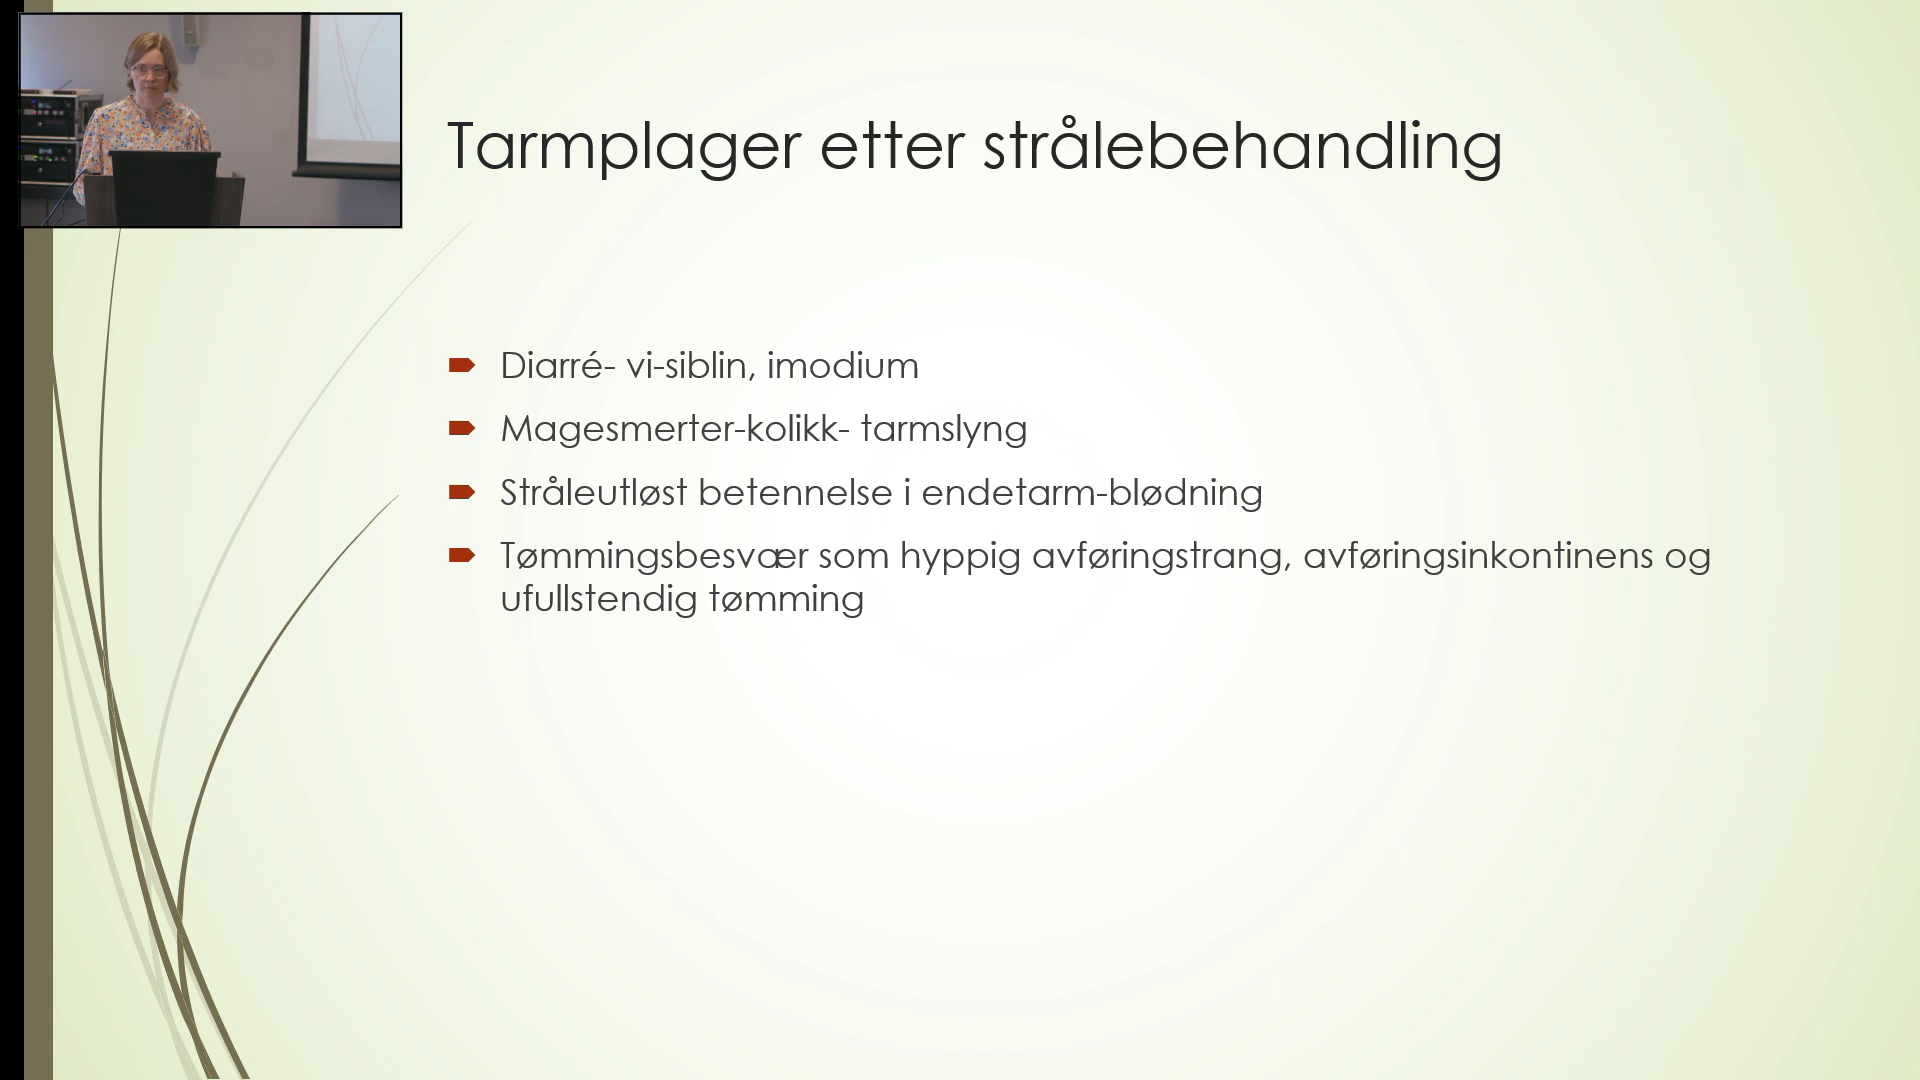 Tarmplager etter strålebehandling
Diarré- vi-siblin, imodium
Magesmerter-kolikk- tarmslyng
Stråleutløst betennelse i endetarm-blødning
Tømmingsbesvær som hyppig avføringstrang, avføringsinkontinens og
ufullstendig tømming